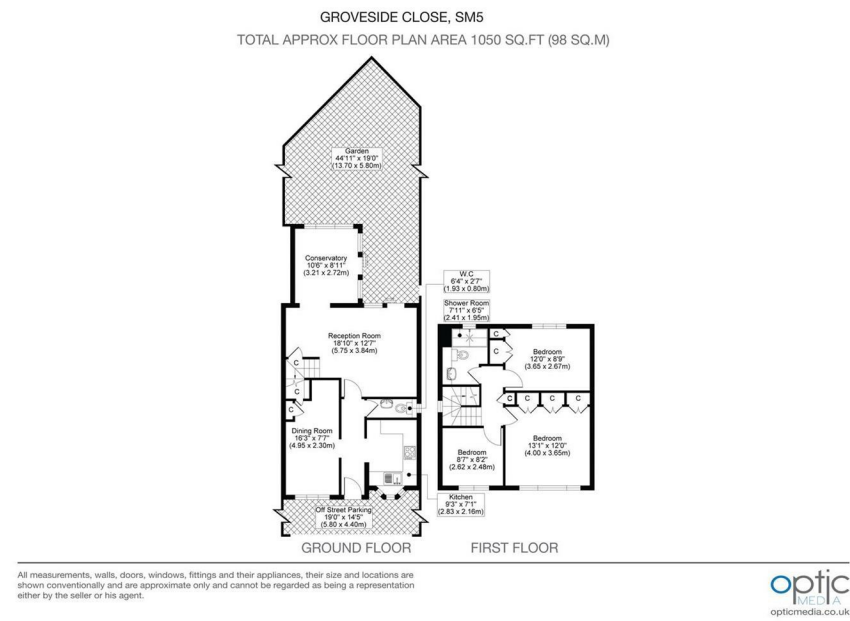 GROVESIDE CLOSE, SM5
TOTAL APPROX FLOOR PLAN AREA 1050 SQ.FT (98 SQ.M)
Garden
44'11" x 19'0"
(13.70 x 5.80m)
Conservatory
10'6" x 8'11"
(3.21 x 2.72m)
W.C
6'4" x 2'7"
(1.93 x 0.80m)
Shower Room
7'11" x 6'5"
(2.41 x 1.95m)
Reception Room
18'10" x 12'7"
(5.75 x 3.84m)
C
C
C
Dining Room
16'3" x 7'7"
(4.95 x 2.30m)
C
C
Bedroom
12'0" x 8'9"
(3.65 x 2.67m)
C
C
C
C
Bedroom
13'1" x 12'0"
(4.00 x 3.65m)
Bedroom
8'7" x 8'2"
(2.62 x 2.48m)
Kitchen
9'3" x 7'1"
(2.83 x 2.16m)
Off Street Parking
19'0" x 14'5"
(5.80 x 4.40m)
GROUND FLOOR
FIRST FLOOR
All measurements, walls, doors, windows, fittings and their appliances, their size and locations are
shown conventionally and are approximate only and cannot be regarded as being a representation
either by the seller or his agent.
optic
MEDIA
opticmedia.co.uk